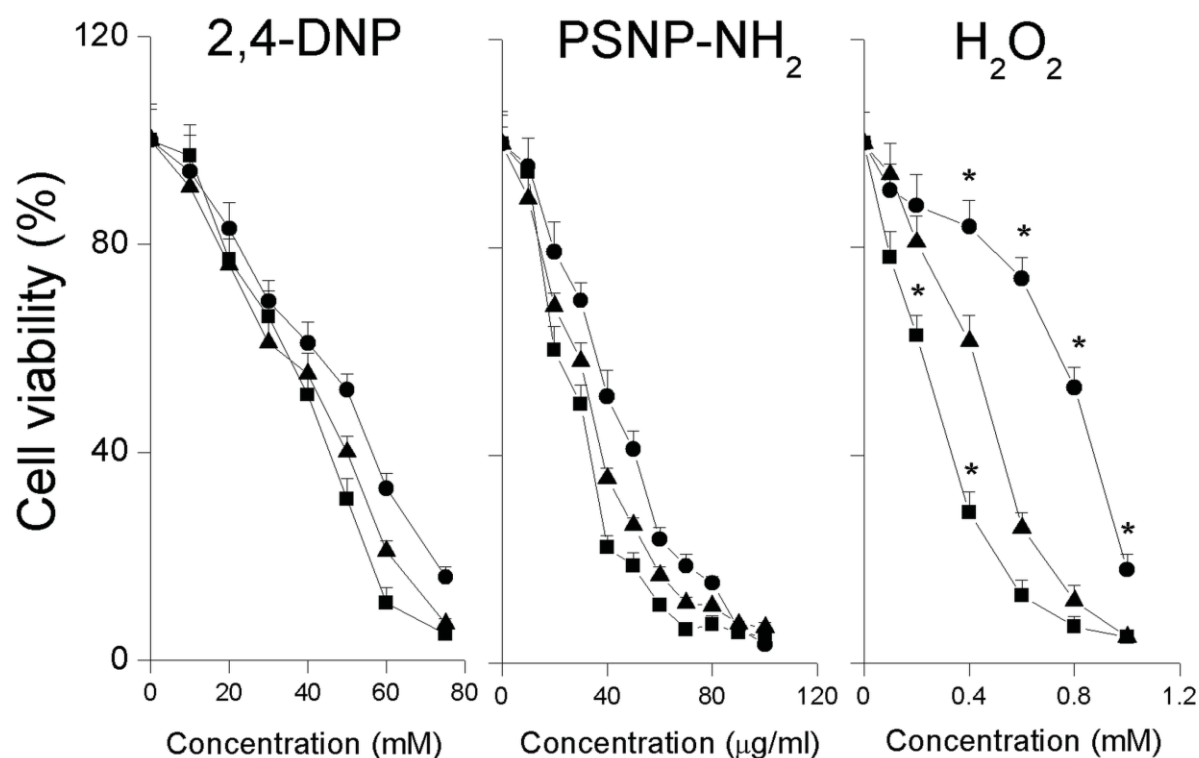 2,4-DNP
PSNP-NH₂
H₂O₂
Cell viability (%)
120
80
40
0
* * * * * * *
0 20 40 60 80
0 40 80 120
0 0.4 0.8 1.2
Concentration (mM)
Concentration (µg/ml)
Concentration (mM)